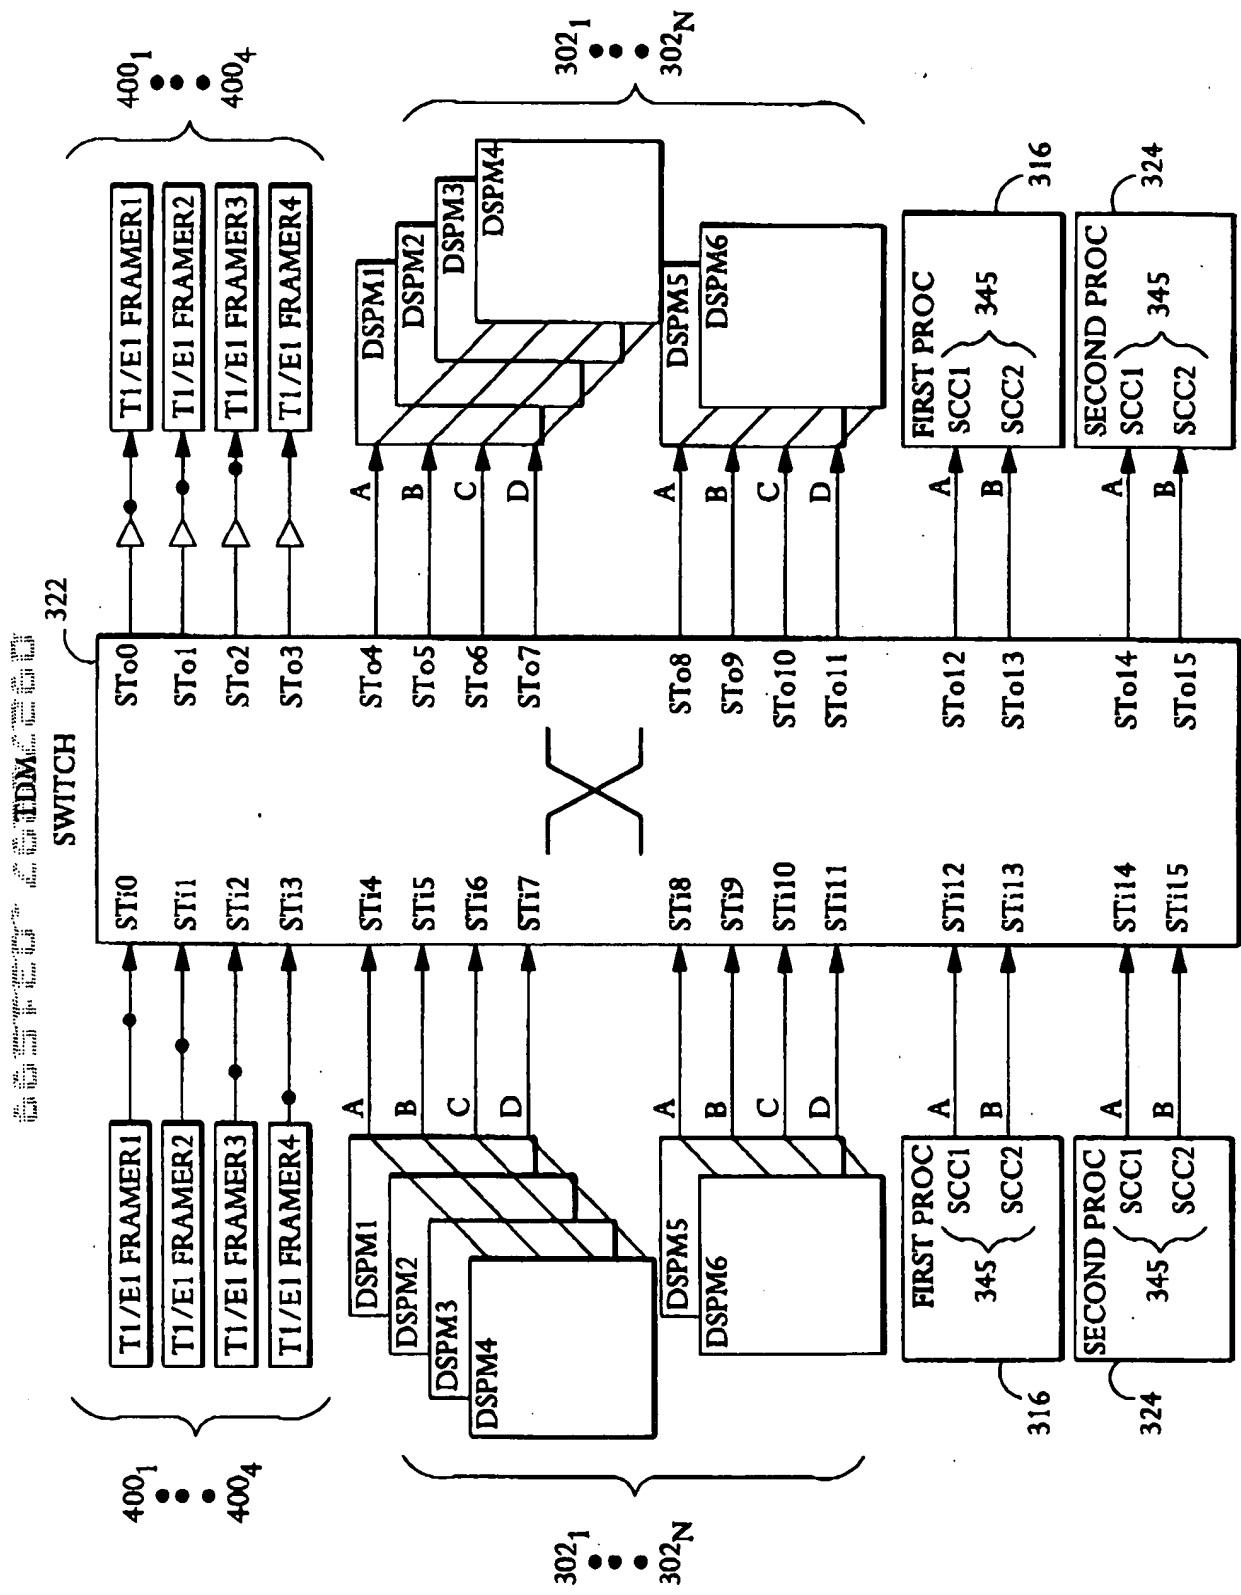 400₁
400₄
T1/E1 FRAMER1
T1/E1 FRAMER2
T1/E1 FRAMER3
T1/E1 FRAMER4
302₁
302N
DSPM1
DSPM2
DSPM3
DSPM4
A
B
C
D
DSPM5
DSPM6
A
B
C
D
FIRST PROC
SCC1
SCC2
345
A
B
316
SECOND PROC
SCC1
SCC2
345
A
B
324
TDM
SWITCH
322
STi0
STi1
STi2
STi3
STi4
STi5
STi6
STi7
STi8
STi9
STi10
STi11
STi12
STi13
STi14
STi15
STo0
STo1
STo2
STo3
STo4
STo5
STo6
STo7
STo8
STo9
STo10
STo11
STo12
STo13
STo14
STo15
400₁
400₄
T1/E1 FRAMER1
T1/E1 FRAMER2
T1/E1 FRAMER3
T1/E1 FRAMER4
302₁
302N
A
B
C
D
DSPM1
DSPM2
DSPM3
DSPM4
A
B
C
D
DSPM5
DSPM6
A
B
FIRST PROC
SCC1
SCC2
345
316
A
B
SECOND PROC
SCC1
SCC2
345
324